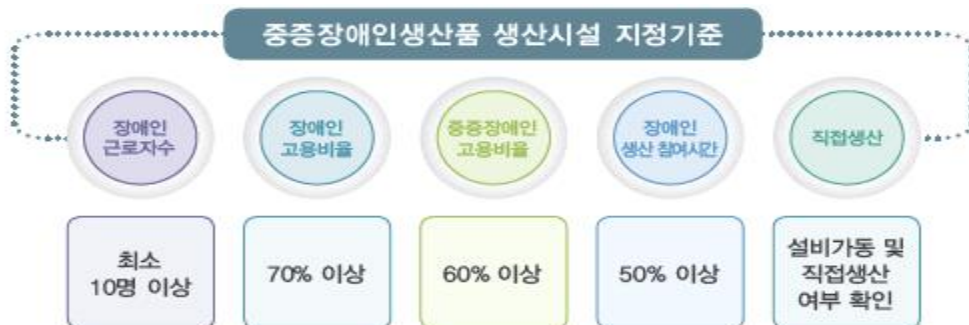 중증장애인생산품 생산시설 지정기준
장애인
근로자수
장애인
고용비율
중증장애인
고용비율
장애인
생산 참여시간
직접생산
최소
10명 이상
70% 이상
60% 이상
50% 이상
설비가동 및
직접생산
여부 확인